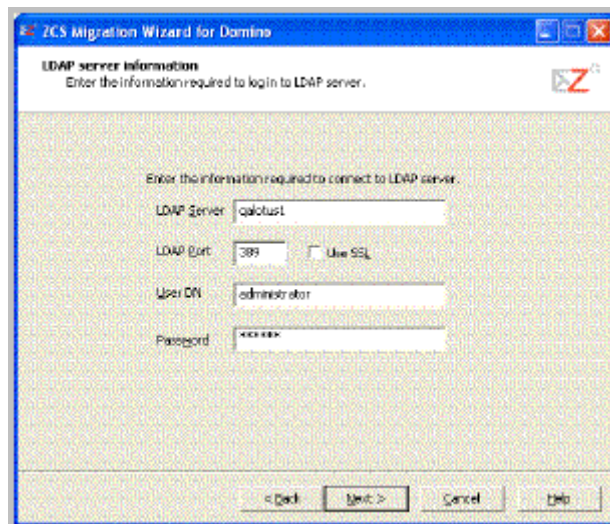 ZCS Migration Wizard for Domino
LDAP server information
Enter the information required to login to LDAP server.
Z
Enter the information required to connect to LDAP server.
LDAP Server qalotus1
LDAP Port 389 Use SSL
User DN administrator
Password *******
< Back Next > Cancel Help